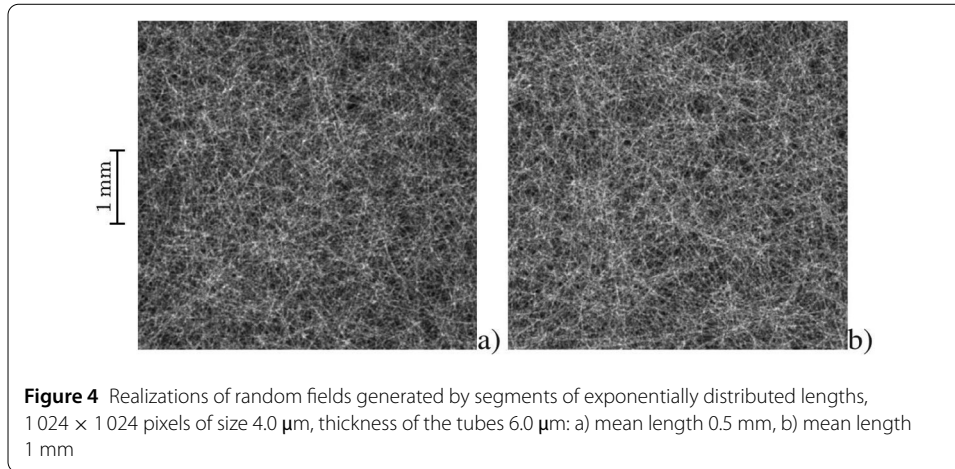 1 mm
a)
b)
Figure 4 Realizations of random fields generated by segments of exponentially distributed lengths,
1 024 × 1 024 pixels of size 4.0 μm, thickness of the tubes 6.0 μm: a) mean length 0.5 mm, b) mean length
1 mm